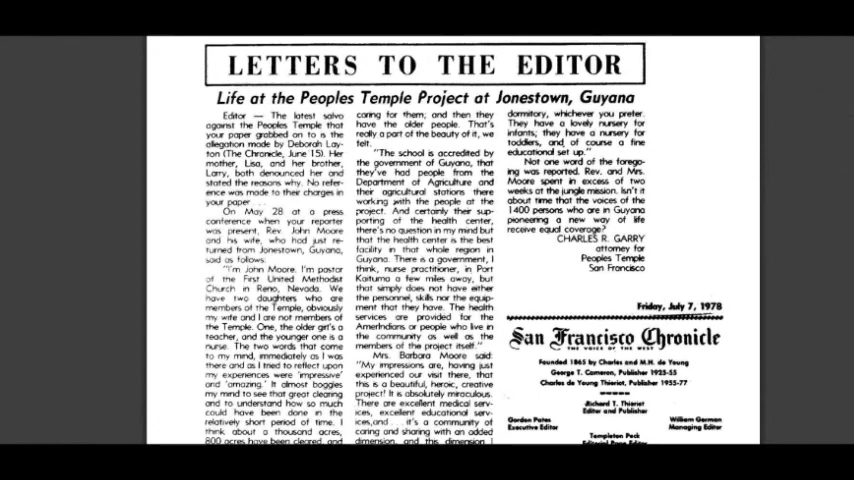 LETTERS TO THE EDITOR
Life at the Peoples Temple Project at Jonestown, Guyana
Editor — The latest salvo
against the Peoples Temple that
your paper grabbed on to is the
allegation made by Deborah Lay-
ton (The Chronicle, June 15). Her
mother, Lisa, and her brother,
Larry, both denounced her and
stated the reasons why. No refer-
ence was made to their charges in
your paper . . .
On May 28 at a press
conference when your reporter
was present, Rev. John Moore
and his wife, who had just re-
turned from Jonestown, Guyana,
said as follows:
"I'm John Moore. I'm pastor
of the First United Methodist
Church in Reno, Nevada. We
have two daughters who are
members of the Temple, obviously
my wife and I are not members of
the Temple. One, the older girl's a
teacher, and the younger one is a
nurse. The two words that come
to my mind, immediately as I was
there and as I tried to reflect upon
my experiences were 'impressive'
and 'amazing.' It almost boggles
my mind to see that great clearing
and to understand how so much
could have been done in the
relatively short period of time. I
think about a thousand acres,
800 acres have been cleared, and
caring for them; and then they
have the older people. That's
really a part of the beauty of it, we
felt.
"The school is accredited by
the government of Guyana, that
they've had people from the
Department of Agriculture and
their agricultural stations there
working with the people at the
project. And certainly their sup-
porting of the health center,
there's no question in my mind but
that the health center is the best
facility in that whole region in
Guyana. There is a government, I
think, nurse practitioner, in Port
Kaituma a few miles away, but
that simply does not have either
the personnel, skills nor the equip-
ment that they have. The health
services are provided for the
AmerIndians or people who live in
the community as well as the
members of the project itself."
Mrs. Barbara Moore said:
"My impressions are, having just
experienced our visit there, that
this is a beautiful, heroic, creative
project! It is absolutely miraculous.
There are excellent medical serv-
ices, excellent educational serv-
ices, and . . . it's a community of
caring and sharing with an added
dimension, and this dimension I
dormitory, whichever you prefer.
They have a lovely nursery for
infants; they have a nursery for
toddlers, and of course a fine
educational set up."
Not one word of the forego-
ing was reported. Rev. and Mrs.
Moore spent in excess of two
weeks at the jungle mission. Isn't it
about time that the voices of the
1400 persons who are in Guyana
pioneering a new way of life
receive equal coverage?
CHARLES R. GARRY
attorney for
Peoples Temple
San Francisco
Friday, July 7, 1978
San Francisco Chronicle
THE VOICE OF THE WEST
Founded 1865 by Charles and M.H. de Young
George T. Cameron, Publisher 1925-55
Charles de Young Thieriot, Publisher 1955-77
Richard T. Thieriot
Editor and Publisher
Gordon Pates
Executive Editor
William German
Managing Editor
Templeton Peck
Editorial Page Editor